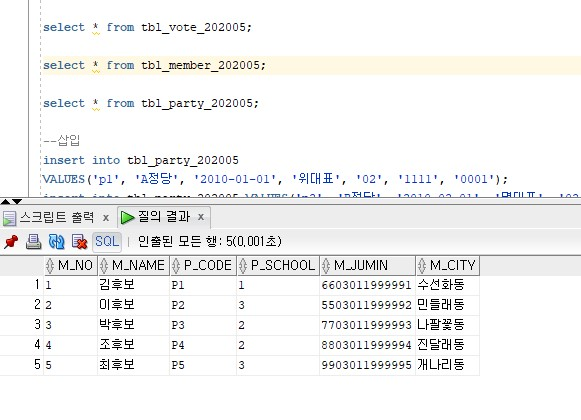 select * from tbl_vote_202005;
select * from tbl_member_202005;
select * from tbl_party_202005;
--삽입
insert into tbl_party_202005
VALUES('p1', 'A정당', '2010-01-01', '위대표', '02', '1111', '0001');
스크립트 출력 x 질의 결과 x
SQL | 인출된 모든 행: 5(0,001초)
M_NO M_NAME P_CODE P_SCHOOL M_JUMIN M_CITY
1 1 김후보 P1 1 6603011999991 수선화동
2 2 이후보 P2 3 5503011999992 민들래동
3 3 박후보 P3 2 7703011999993 나팔꽃동
4 4 조후보 P4 2 8803011999994 진달래동
5 5 최후보 P5 3 9903011999995 개나리동